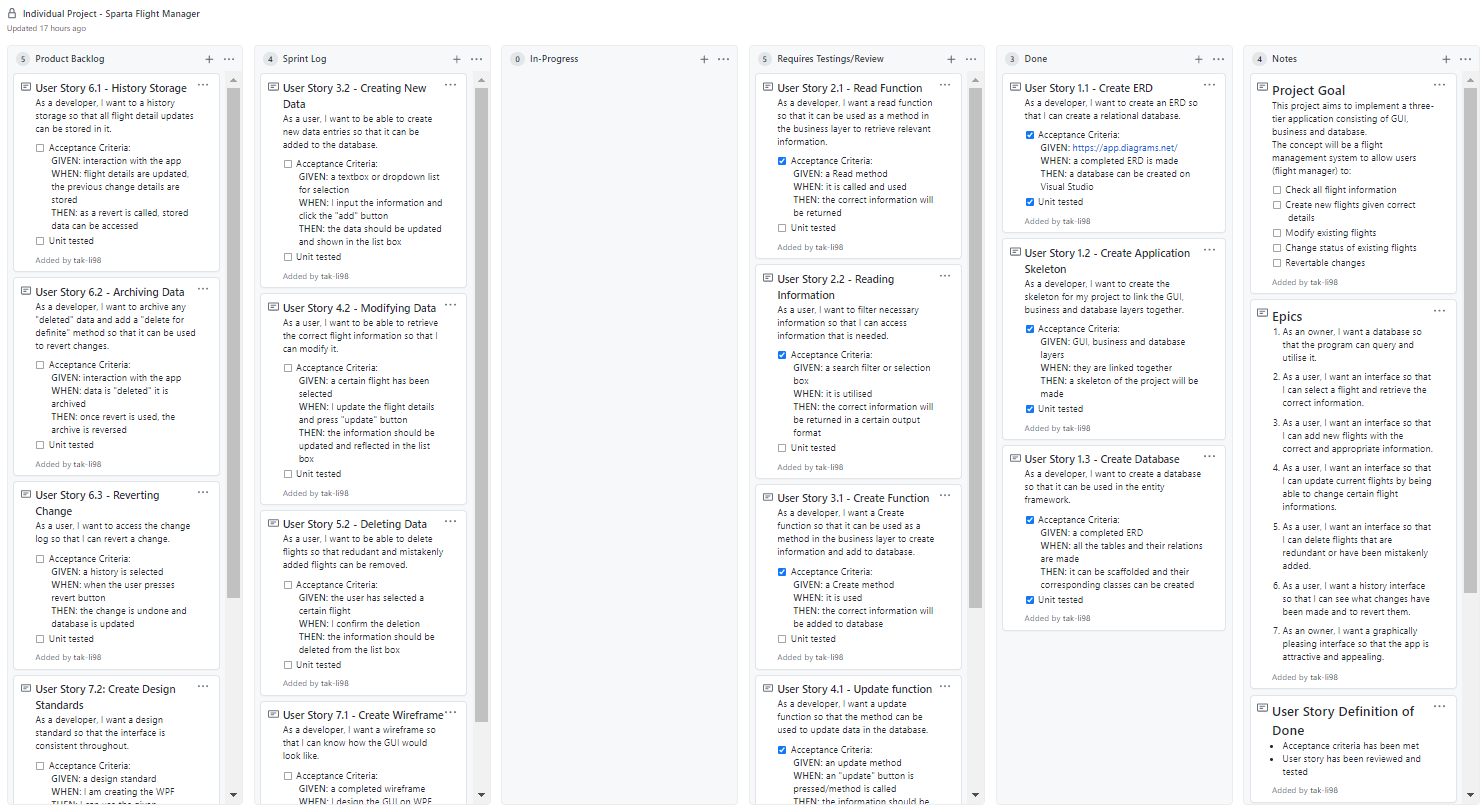 Individual Project - Sparta Flight Manager
Updated 17 hours ago
5 Product Backlog
User Story 6.1 - History Storage
As a developer, I want to a history
storage so that all flight detail updates
can be stored in it.
Acceptance Criteria:
GIVEN: interaction with the app
WHEN: flight details are updated,
the previous change details are
stored
THEN: as a revert is called, stored
data can be accessed
Unit tested
Added by tak-li98
User Story 6.2 - Archiving Data
As a developer, I want to archive any
"deleted" data and add a "delete for
definite" method so that it can be used
to revert changes.
Acceptance Criteria:
GIVEN: interaction with the app
WHEN: data is "deleted" it is
archived
THEN: once revert is used, the
archive is reversed
Unit tested
Added by tak-li98
User Story 6.3 - Reverting
Change
As a user, I want to access the change
log so that I can revert a change.
Acceptance Criteria:
GIVEN: a history is selected
WHEN: when the user presses
revert button
THEN: the change is undone and
database is updated
Unit tested
Added by tak-li98
User Story 7.2: Create Design
Standards
As a developer, I want a design
standard so that the interface is
consistent throughout.
Acceptance Criteria:
GIVEN: a design standard
WHEN: I am creating the WPF
THEN: I can use the given
4 Sprint Log
User Story 3.2 - Creating New
Data
As a user, I want to be able to create
new data entries so that it can be
added to the database.
Acceptance Criteria:
GIVEN: a textbox or dropdown list
for selection
WHEN: I input the information and
click the "add" button
THEN: the data should be updated
and shown in the list box
Unit tested
Added by tak-li98
User Story 4.2 - Modifying Data
As a user, I want to be able to retrieve
the correct flight information so that I
can modify it.
Acceptance Criteria:
GIVEN: a certain flight has been
selected
WHEN: I update the flight details
and press "update" button
THEN: the information should be
updated and reflected in the list
box
Unit tested
Added by tak-li98
User Story 5.2 - Deleting Data
As a user, I want to be able to delete
flights so that redudant and mistakenly
added flights can be removed.
Acceptance Criteria:
GIVEN: the user has selected a
certain flight
WHEN: I confirm the deletion
THEN: the information should be
deleted from the list box
Unit tested
Added by tak-li98
User Story 7.1 - Create Wireframe
As a developer, I want a wireframe so
that I can know how the GUI would
look like.
Acceptance Criteria:
GIVEN: a completed wireframe
WHEN: I design the GUI on WPF
0 In-Progress
5 Requires Testings/Review
User Story 2.1 - Read Function
As a developer, I want a read function
so that it can be used as a method in
the business layer to retrieve relevant
information.
Acceptance Criteria:
GIVEN: a Read method
WHEN: it is called and used
THEN: the correct information will
be returned
Unit tested
Added by tak-li98
User Story 2.2 - Reading
Information
As a user, I want to filter necessary
information so that I can access
information that is needed.
Acceptance Criteria:
GIVEN: a search filter or selection
box
WHEN: it is utilised
THEN: the correct information will
be returned in a certain output
format
Unit tested
Added by tak-li98
User Story 3.1 - Create Function
As a developer, I want a Create
function so that it can be used as a
method in the business layer to create
information and add to database.
Acceptance Criteria:
GIVEN: a Create method
WHEN: it is used
THEN: the correct information will
be added to database
Unit tested
Added by tak-li98
User Story 4.1 - Update function
As a developer, I want a update
function so that the method can be
used to update data in the database.
Acceptance Criteria:
GIVEN: an update method
WHEN: an "update" button is
pressed/method is called
THEN: the information should be
3 Done
User Story 1.1 - Create ERD
As a developer, I want to create an ERD so
that I can create a relational database.
Acceptance Criteria:
GIVEN: https://app.diagrams.net/
WHEN: a completed ERD is made
THEN: a database can be created on
Visual Studio
Unit tested
Added by tak-li98
User Story 1.2 - Create Application
Skeleton
As a developer, I want to create the
skeleton for my project to link the GUI,
business and database layers together.
Acceptance Criteria:
GIVEN: GUI, business and database
layers
WHEN: they are linked together
THEN: a skeleton of the project will be
made
Unit tested
Added by tak-li98
User Story 1.3 - Create Database
As a developer, I want to create a database
so that it can be used in the entity
framework.
Acceptance Criteria:
GIVEN: a completed ERD
WHEN: all the tables and their relations
are made
THEN: it can be scaffolded and their
corresponding classes can be created
Unit tested
Added by tak-li98
4 Notes
Project Goal
This project aims to implement a three-
tier application consisting of GUI,
business and database.
The concept will be a flight
management system to allow users
(flight manager) to:
Check all flight information
Create new flights given correct
details
Modify existing flights
Change status of existing flights
Revertable changes
Added by tak-li98
Epics
1. As an owner, I want a database so
that the program can query and
utilise it.
2. As a user, I want an interface so that
I can select a flight and retrieve the
correct information.
3. As a user, I want an interface so that
I can add new flights with the
correct and appropriate information.
4. As a user, I want an interface so that
I can update current flights by being
able to change certain flight
informations.
5. As a user, I want an interface so that
I can delete flights that are
redundant or have been mistakenly
added.
6. As a user, I want a history interface
so that I can see what changes have
been made and to revert them.
7. As an owner, I want a graphically
pleasing interface so that the app is
attractive and appealing.
Added by tak-li98
User Story Definition of
Done
Acceptance criteria has been met
User story has been reviewed and
tested
Added by tak-li98